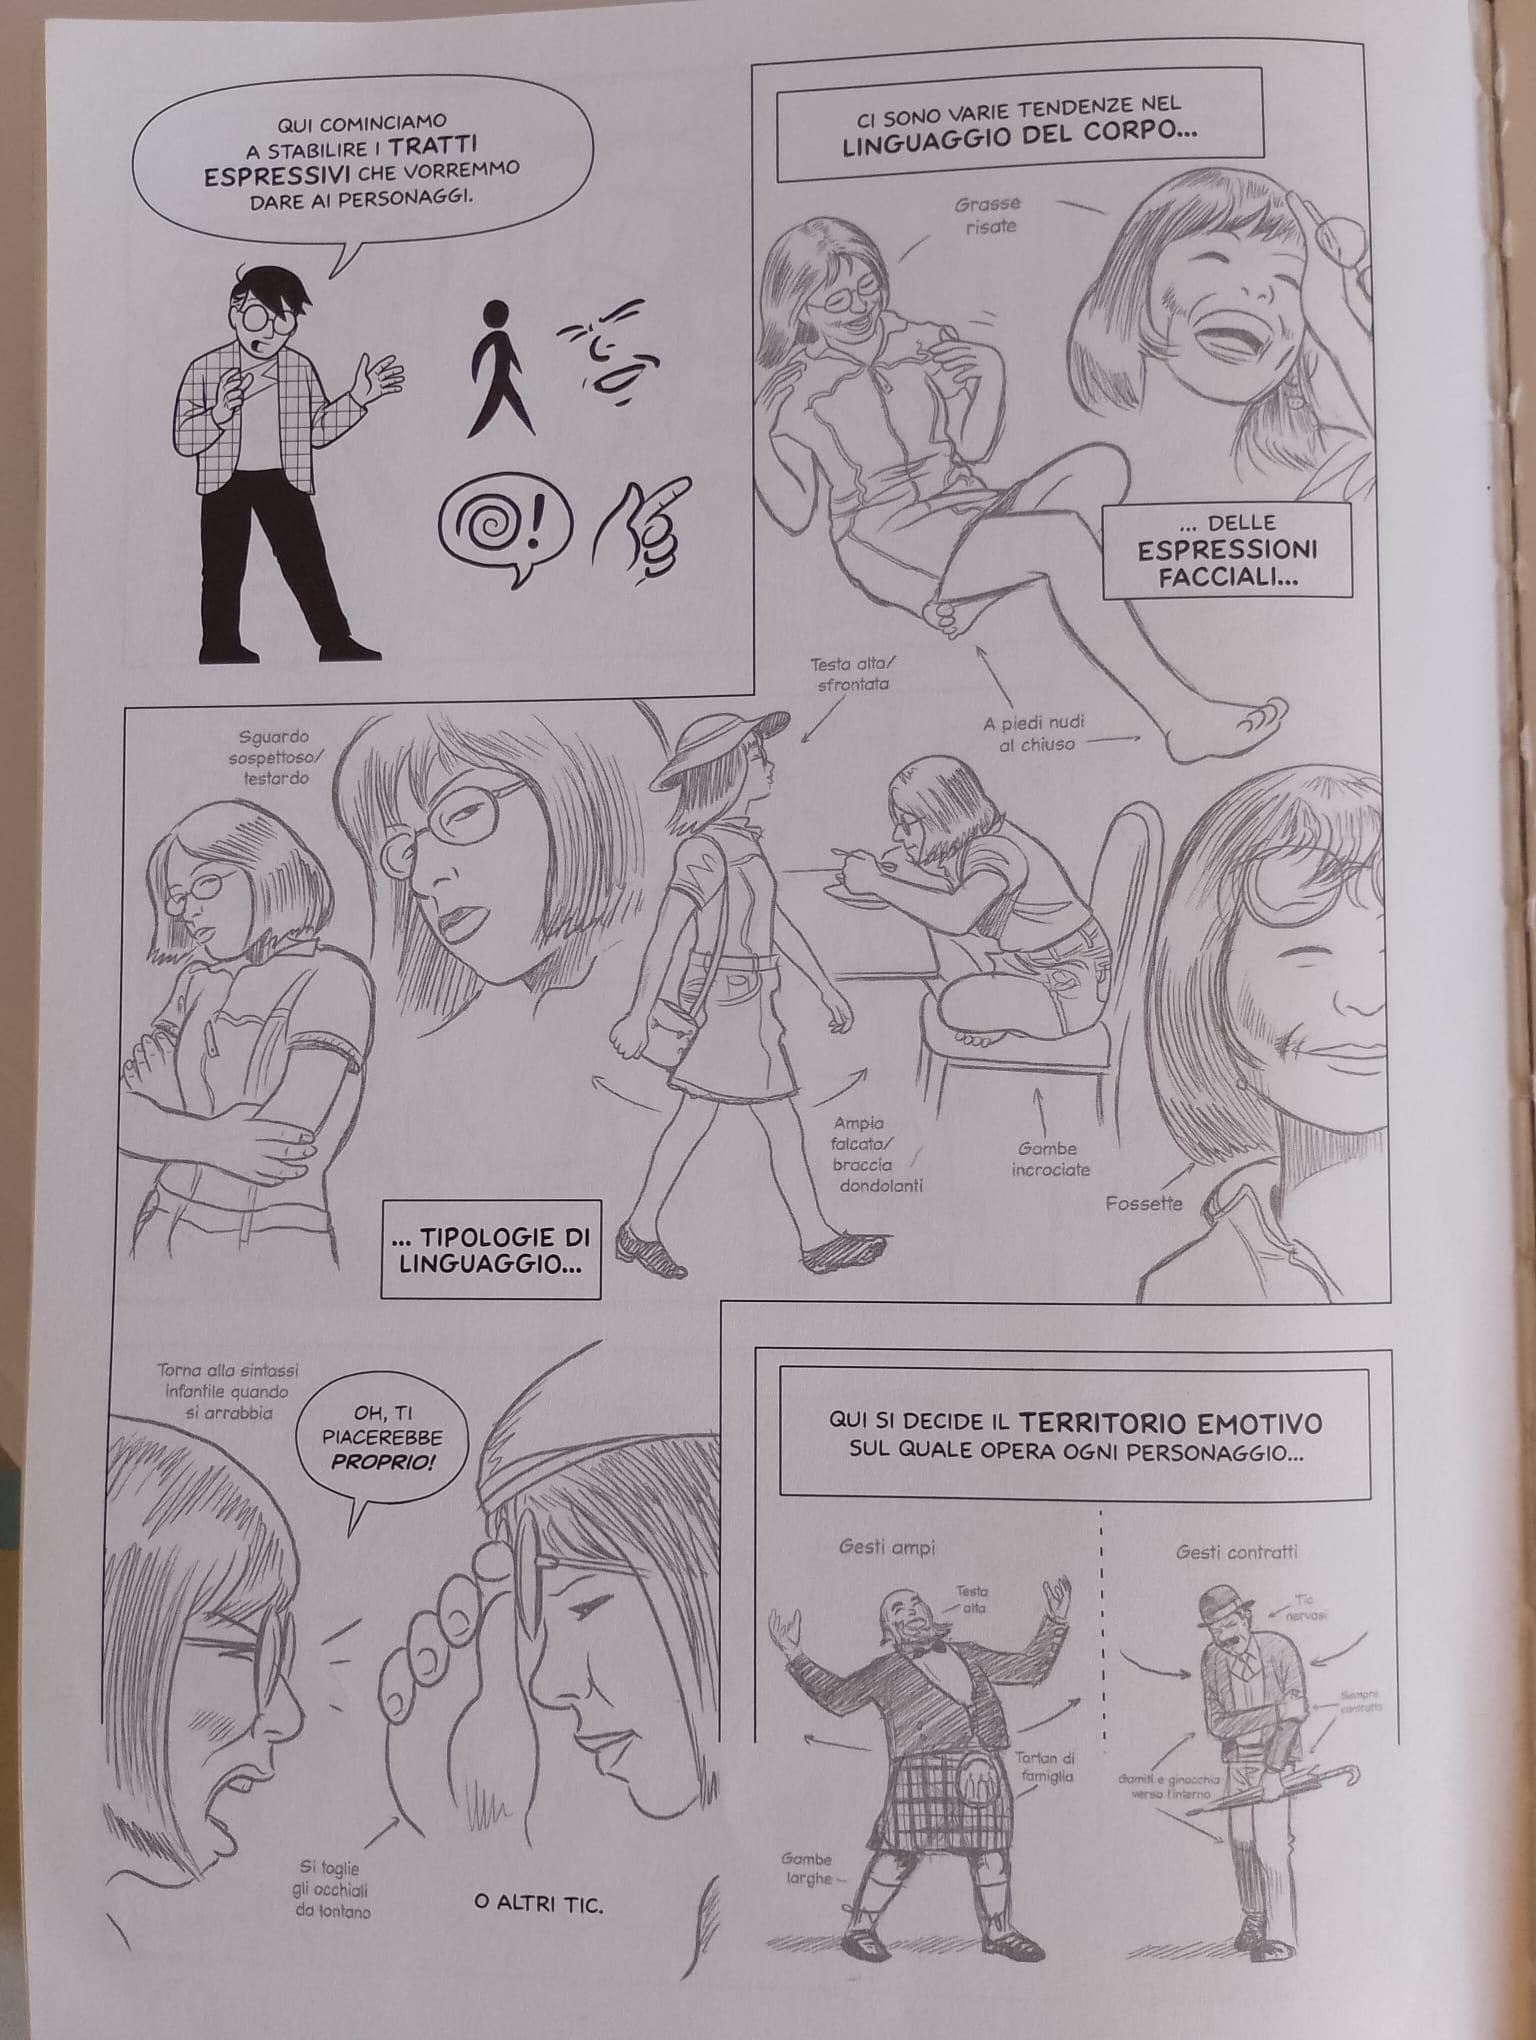 QUI COMINCIAMO
A STABILIRE I TRATTI
ESPRESSIVI CHE VORREMMO
DARE AI PERSONAGGI.
!
CI SONO VARIE TENDENZE NEL
LINGUAGGIO DEL CORPO...
Grasse
risate
... DELLE
ESPRESSIONI
FACCIALI...
Testa alta/
sfrontata
A piedi nudi
al chiuso
Sguardo
sospettoso/
testardo
Ampia
falcata/
braccia
dondolanti
Gambe
incrociate
Fossette
... TIPOLOGIE DI
LINGUAGGIO...
Torna alla sintassi
infantile quando
si arrabbia
OH, TI
PIACEREBBE
PROPRIO!
Si toglie
gli occhiali
da lontano
O ALTRI TIC.
QUI SI DECIDE IL TERRITORIO EMOTIVO
SUL QUALE OPERA OGNI PERSONAGGIO...
Gesti ampi
Testa
alta
Tartan di
famiglia
Gambe
larghe
Gesti contratti
Tic
nervosi
Sempre
contratto
Gomiti e ginocchia
verso l'interno